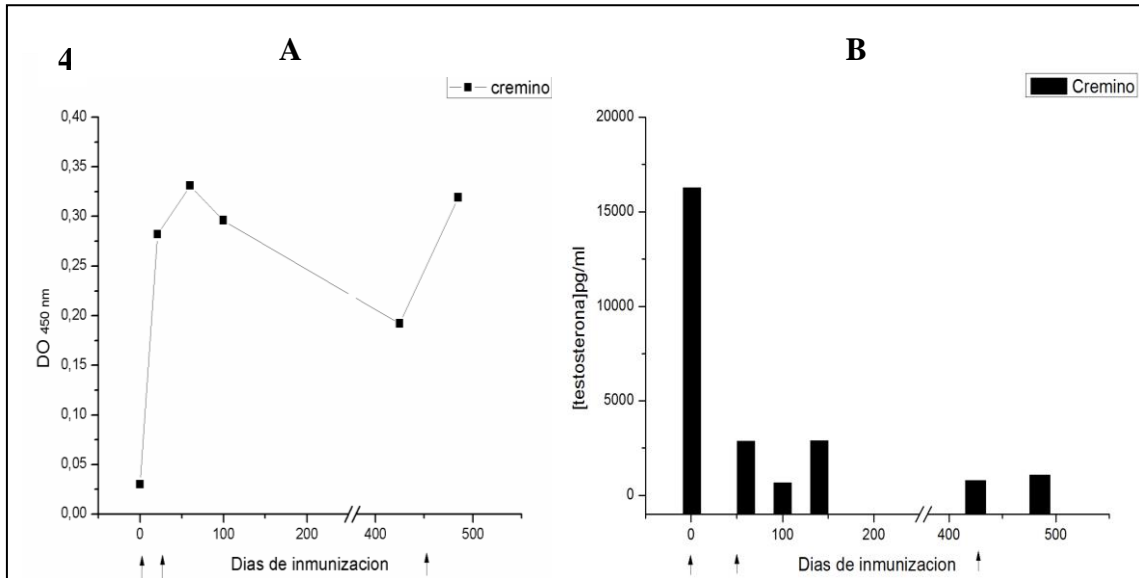 4
A
cremino
0,40
0,35
0,30
0,25
0,20
0,15
0,10
0,05
0,00
DO 450 nm
0 100 200 400 500
Dias de inmunizacion
B
Cremino
20000
15000
10000
5000
0
[testosterona]pg/ml
0 100 200 400 500
Dias de inmunizacion